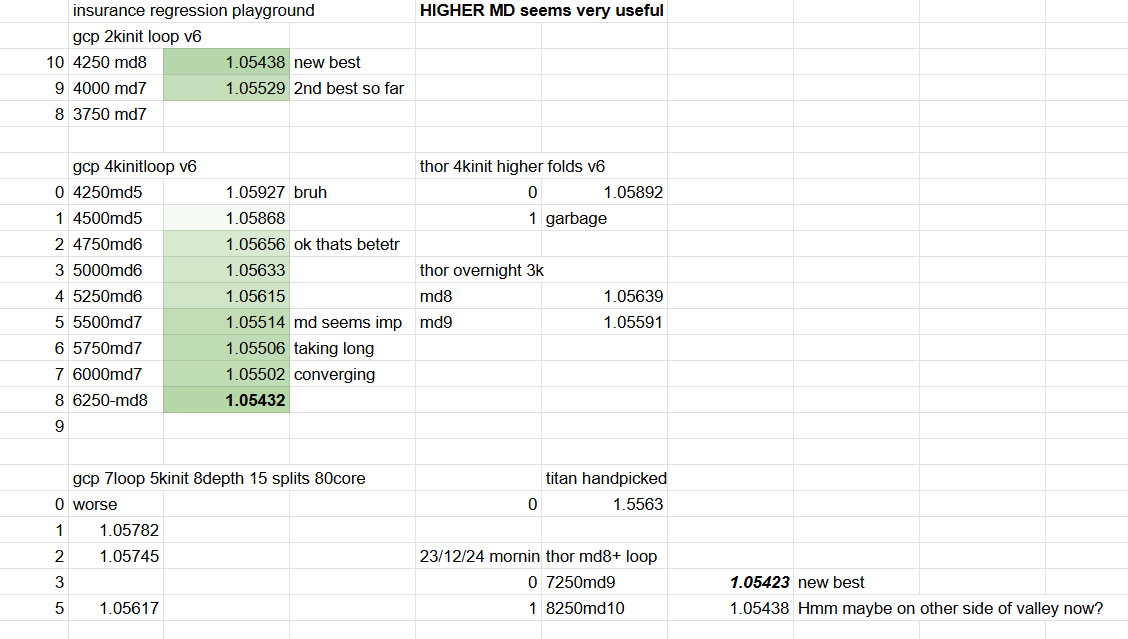 insurance regression playground HIGHER MD seems very useful
gcp 2kinit loop v6
10 4250 md8 1.05438 new best
9 4000 md7 1.05529 2nd best so far
8 3750 md7
gcp 4kinitloop v6 thor 4kinit higher folds v6
0 4250md5 1.05927 bruh 0 1.05892
1 4500md5 1.05868 1 garbage
2 4750md6 1.05656 ok thats betetr
3 5000md6 1.05633 thor overnight 3k
4 5250md6 1.05615 md8 1.05639
5 5500md7 1.05514 md seems imp md9 1.05591
6 5750md7 1.05506 taking long
7 6000md7 1.05502 converging
8 6250-md8 1.05432
9
gcp 7loop 5kinit 8depth 15 splits 80core titan handpicked
0 worse 0 1.5563
1 1.05782
2 1.05745 23/12/24 mornin thor md8+ loop
3 0 7250md9 1.05423 new best
5 1.05617 1 8250md10 1.05438 Hmm maybe on other side of valley now?